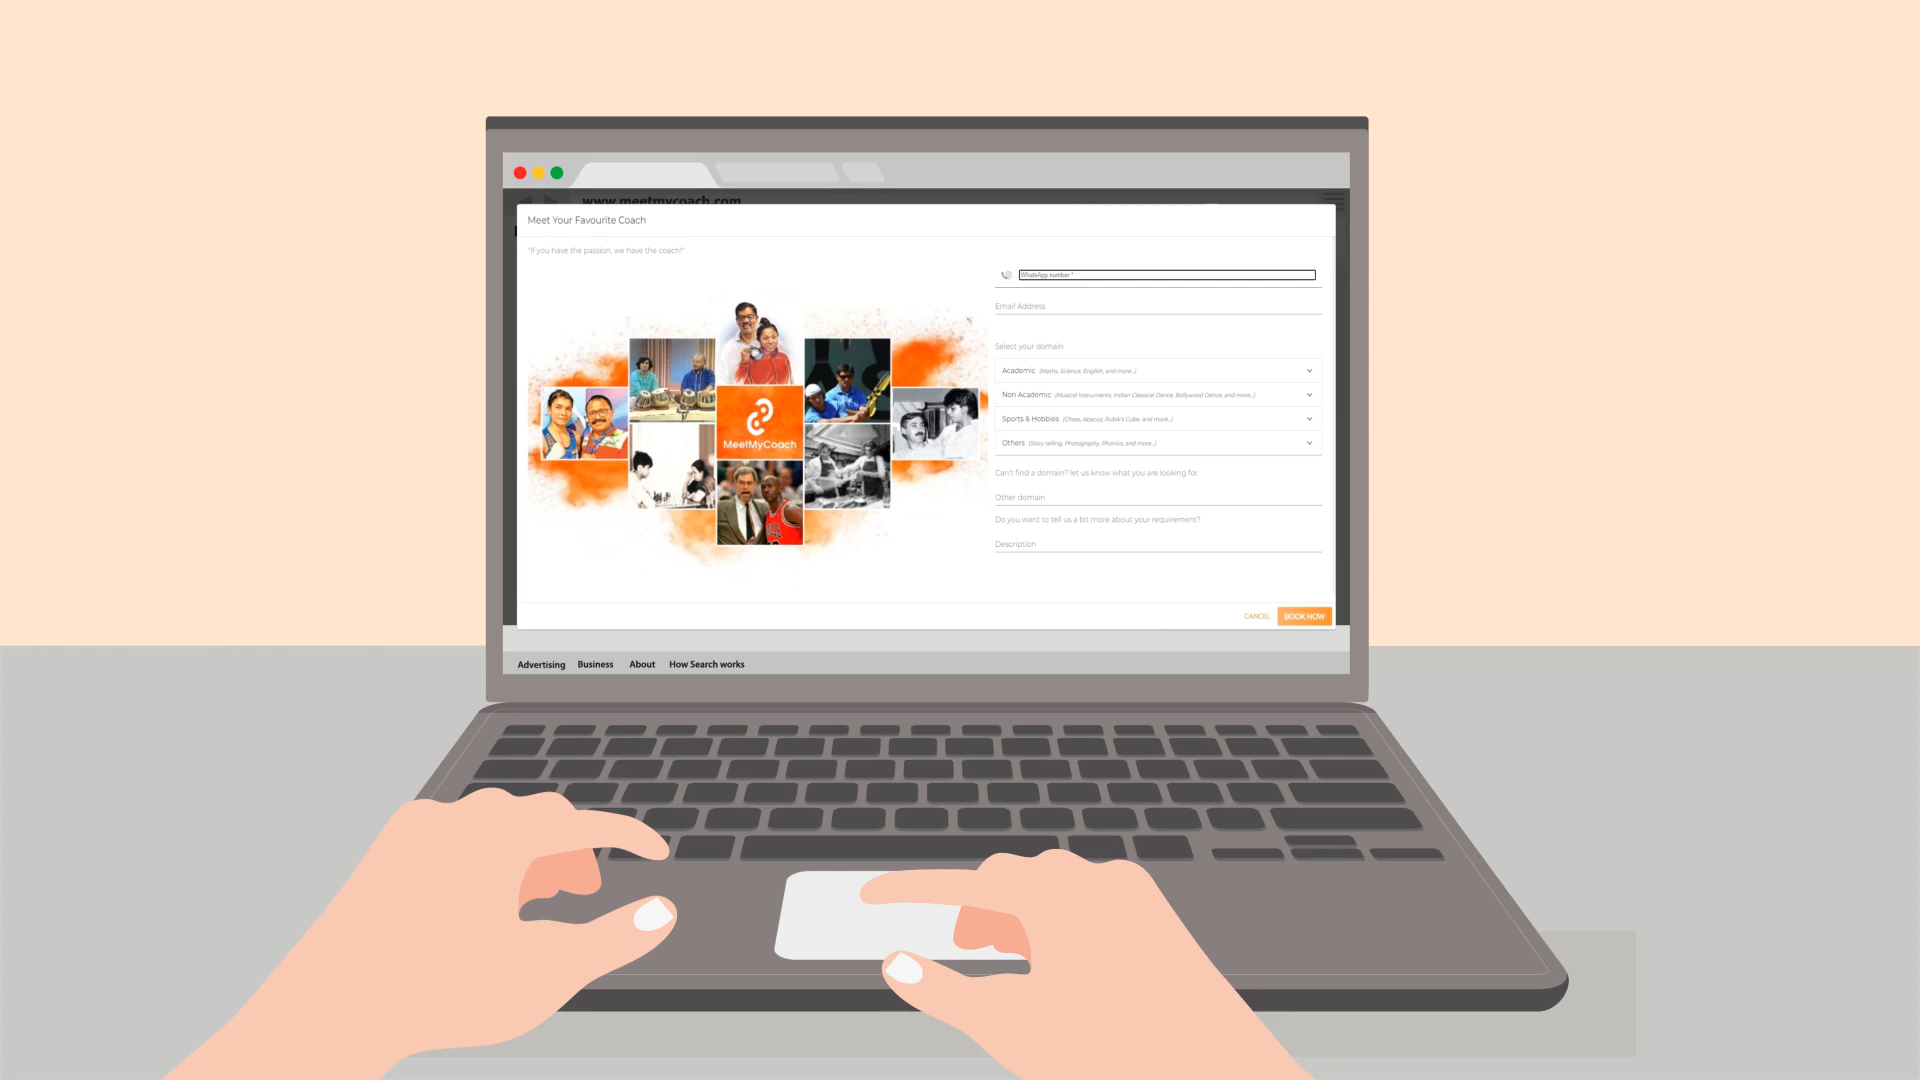 www.meetmycoach.com
Meet Your Favourite Coach
"If you have the passion, we have the coach!"
MeetMyCoach
WhatsApp number *
Email Address
Select your domain
Academic (Maths, Science, English, and more..)
Non Academic (Musical Instruments, Indian Classical Dance, Bollywood Dance, and more..)
Sports & Hobbies (Chess, Abacus, Rubik's Cube, and more..)
Others (Story telling, Photography, Phonics, and more..)
Can't find a domain? let us know what you are looking for.
Other domain
Do you want to tell us a bit more about your requirement?
Description
CANCEL BOOK NOW
Advertising Business About How Search works